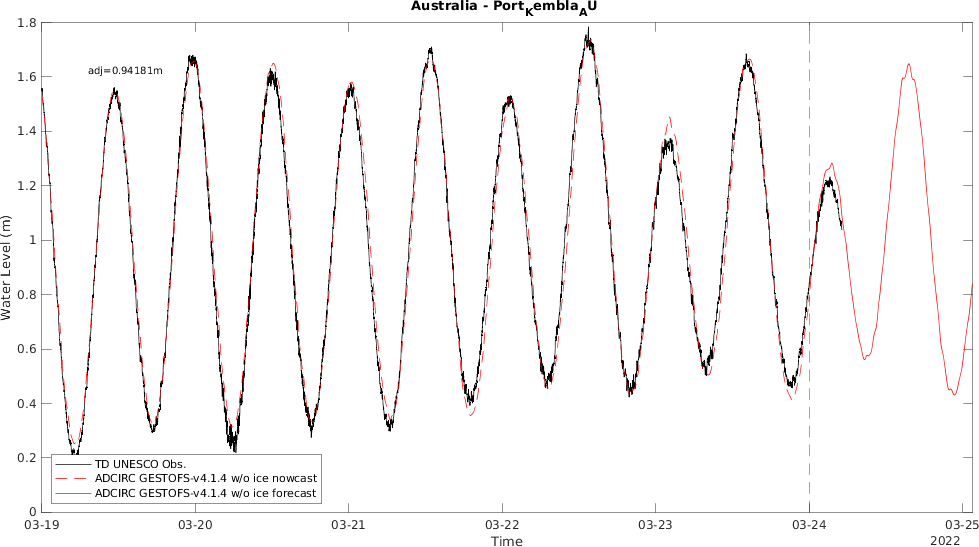 Australia - Port_Kembla_AU
adj=0.94181m
1.8
1.6
1.4
1.2
1
0.8
0.6
0.4
0.2
0
Water Level (m)
TD UNESCO Obs.
ADCIRC GESTOFS-v4.1.4 w/o ice nowcast
ADCIRC GESTOFS-v4.1.4 w/o ice forecast
03-19 03-20 03-21 03-22 03-23 03-24 03-25
Time
2022